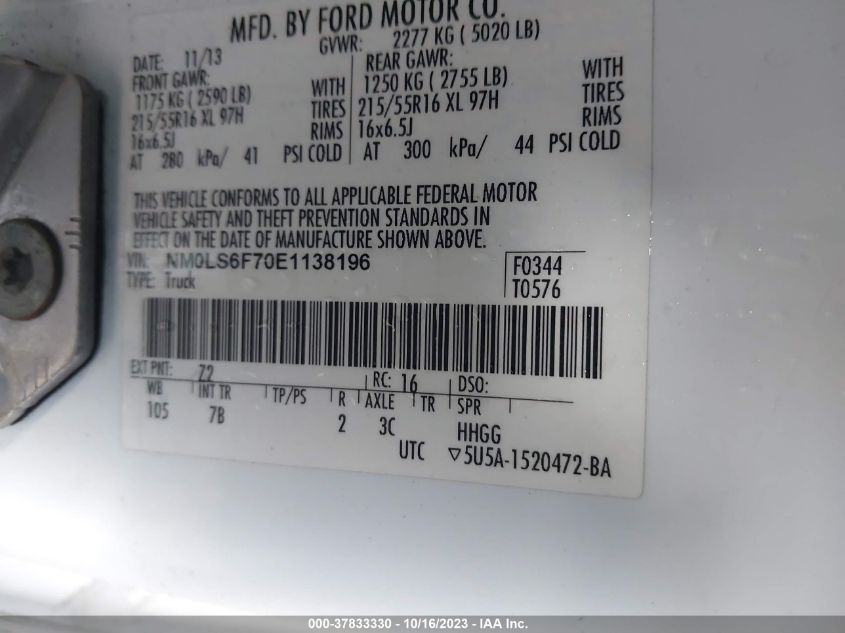 MFD. BY FORD MOTOR CO.
DATE: 11/13 GVWR: 2277 KG ( 5020 LB)
FRONT GAWR: REAR GAWR:
1175 KG ( 2590 LB) WITH 1250 KG ( 2755 LB) WITH
215/55R16 XL 97H TIRES 215/55R16 XL 97H TIRES
16x6.5J RIMS 16x6.5J RIMS
AT 280 kPa/ 41 PSI COLD AT 300 kPa/ 44 PSI COLD
THIS VEHICLE CONFORMS TO ALL APPLICABLE FEDERAL MOTOR
VEHICLE SAFETY AND THEFT PREVENTION STANDARDS IN
EFFECT ON THE DATE OF MANUFACTURE SHOWN ABOVE.
VIN: NM0LS6F70E1138196 F0344
TYPE: Truck T0576
EXT PNT: Z2 RC: 16 DSO:
WB INT TR TP/PS R AXLE TR SPR
105 7B 2 3C HHGG
UTC ▽5U5A-1520472-BA
000-37833330 - 10/16/2023 - IAA Inc.